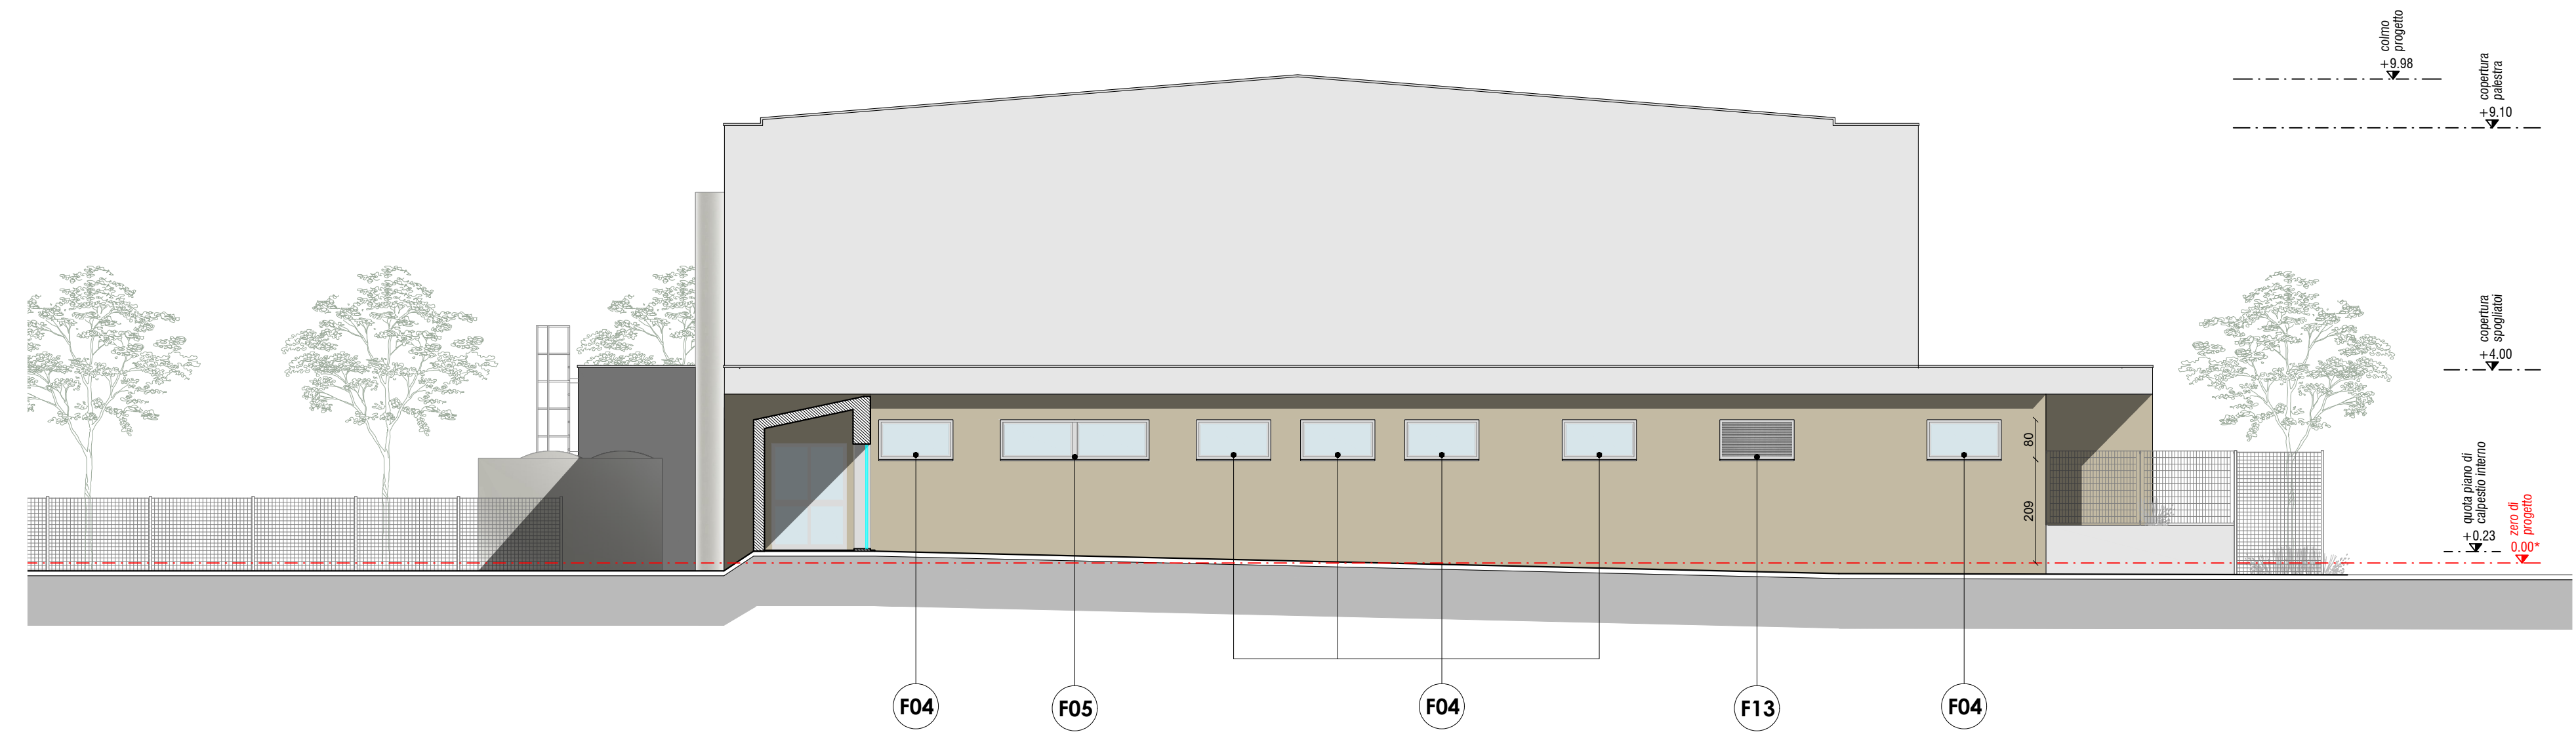 colmo
progetto
+9.98
copertura
palestra
+9.10
copertura
spogliatoi
+4.00
quota piano di
calpestio interno
+0.23
zero di
progetto
0.00*
80
209
F04
F05
F04
F13
F04